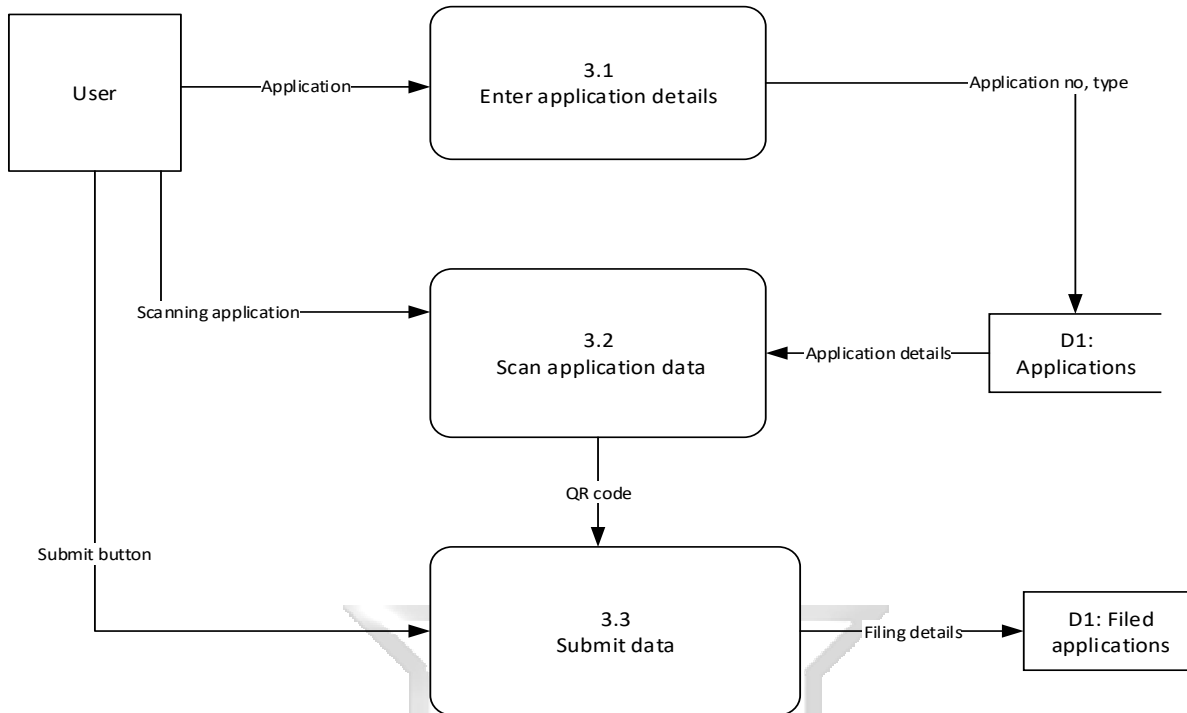 User
Application
3.1
Enter application details
Application no, type
Scanning application
3.2
Scan application data
Application details
D1:
Applications
QR code
Submit button
3.3
Submit data
Filing details
D1: Filed
applications